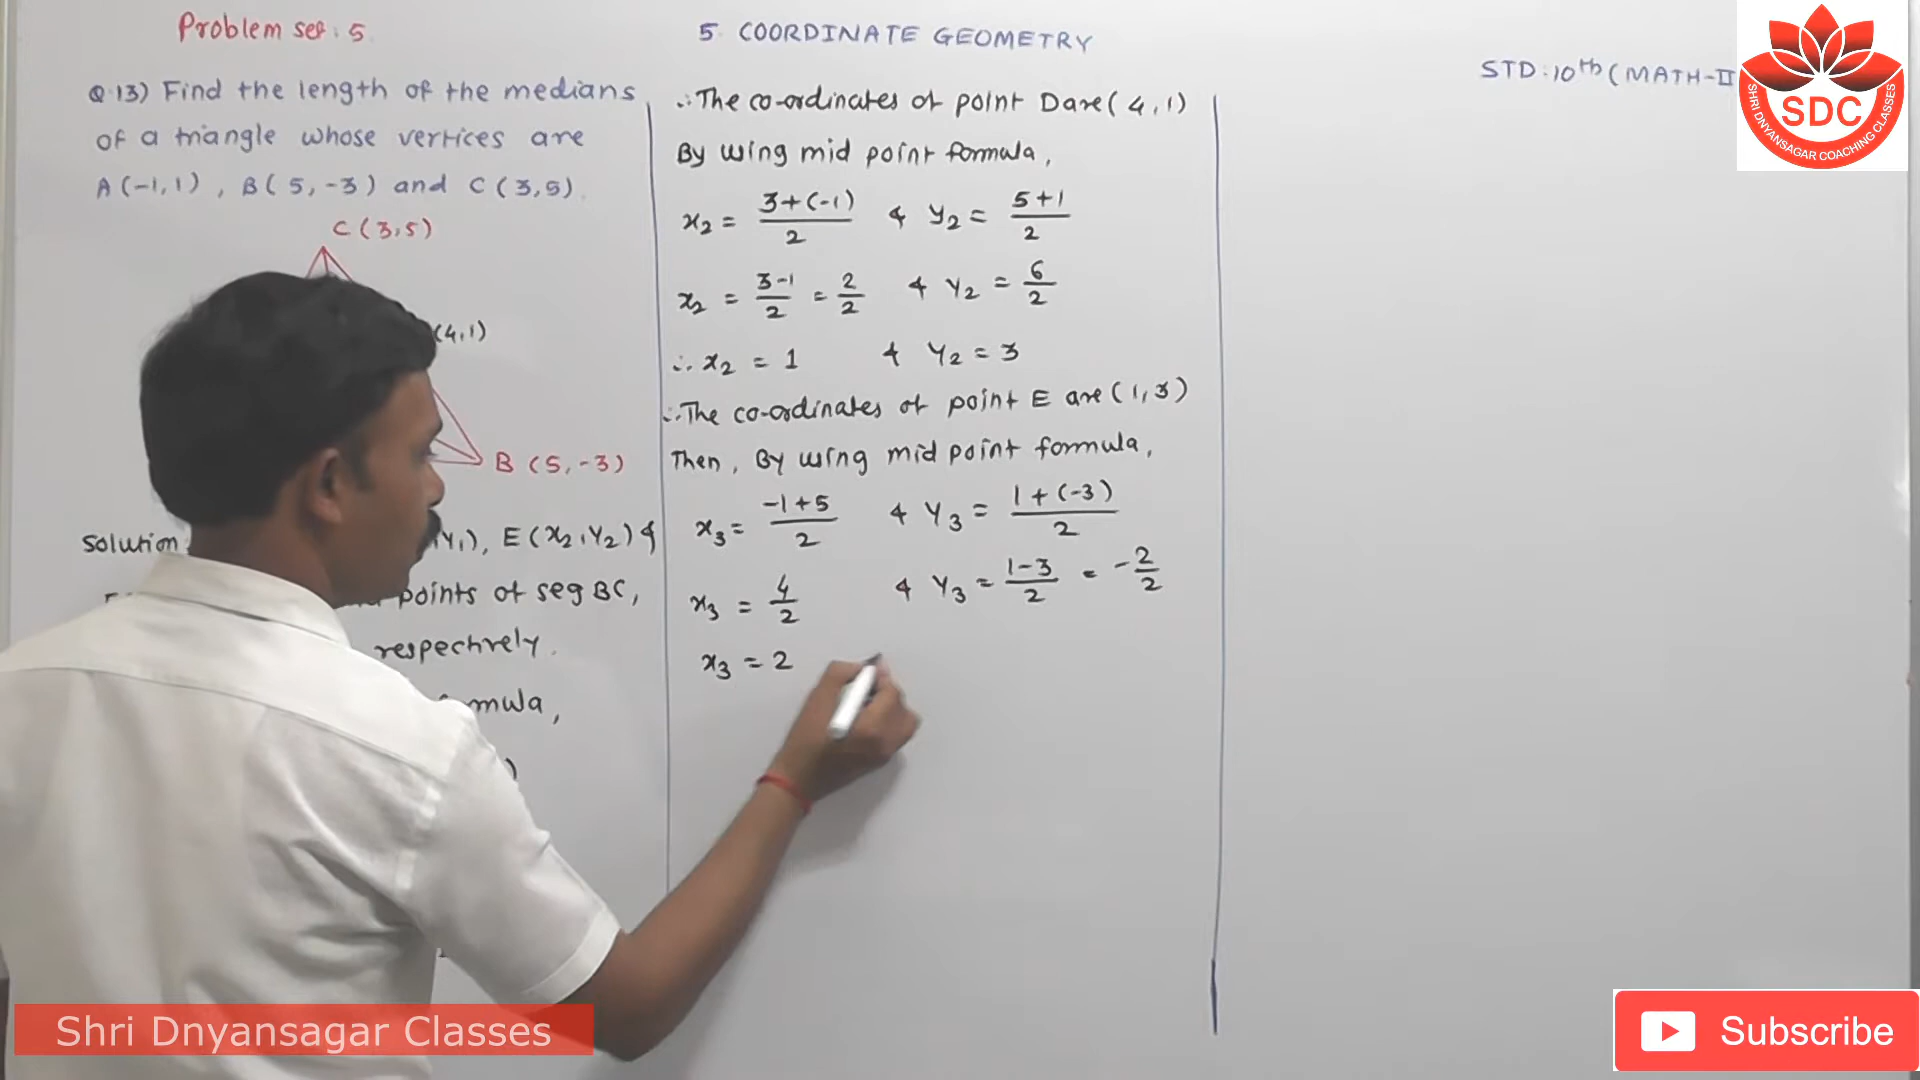 Problem set : 5
5. COORDINATE GEOMETRY
STD : 10th (MATH-II
SDC
SHRI DNYANSAGAR COACHING CLASSES
Q.13) Find the length of the medians
of a triangle whose vertices are
A (-1,1) , B( 5, -3) and C (3,5).
C (3,5)
(4,1)
B (5,-3)
Solution
Y1), E (x2, Y2) &
points of seg BC,
respectively.
mula,
)
∴ The co-ordinates of point D are ( 4,1)
By using mid point formula,
x2 = 3+(-1)/2 & y2 = 5+1/2
x2 = 3-1/2 = 2/2 & Y2 = 6/2
∴ x2 = 1 & Y2 = 3
∴ The co-ordinates of point E are ( 1,3)
Then, By using mid point formula,
x3 = -1+5/2 & Y3 = 1+(-3)/2
x3 = 4/2 & Y3 = 1-3/2 = -2/2
x3 = 2
Shri Dnyansagar Classes
Subscribe